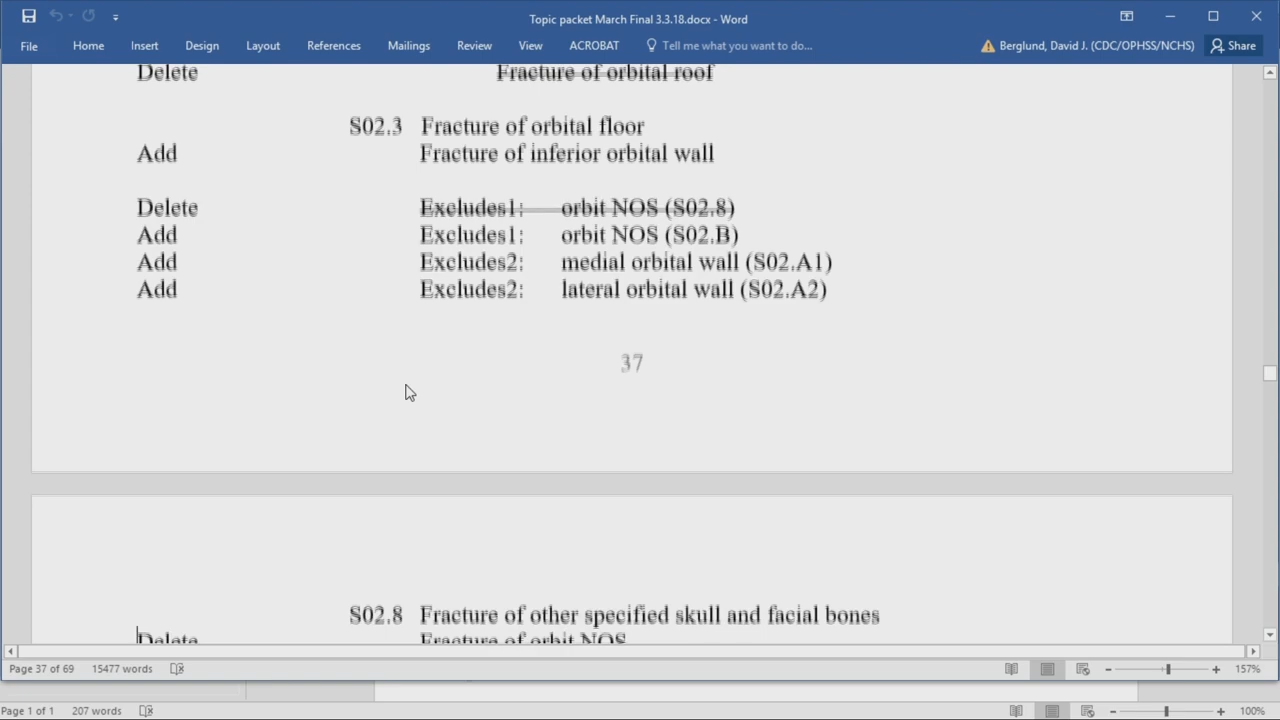 Topic packet March Final 3.3.18.docx - Word
File Home Insert Design Layout References Mailings Review View ACROBAT Tell me what you want to do... Berglund, David J. (CDC/OPHSS/NCHS) Share
Delete Fracture of orbital roof
S02.3 Fracture of orbital floor
Add Fracture of inferior orbital wall
Delete Excludes1: orbit NOS (S02.8)
Add Excludes1: orbit NOS (S02.B)
Add Excludes2: medial orbital wall (S02.A1)
Add Excludes2: lateral orbital wall (S02.A2)
37
S02.8 Fracture of other specified skull and facial bones
Delete Fracture of orbit NOS
Page 37 of 69 15477 words 157%
Page 1 of 1 207 words 100%